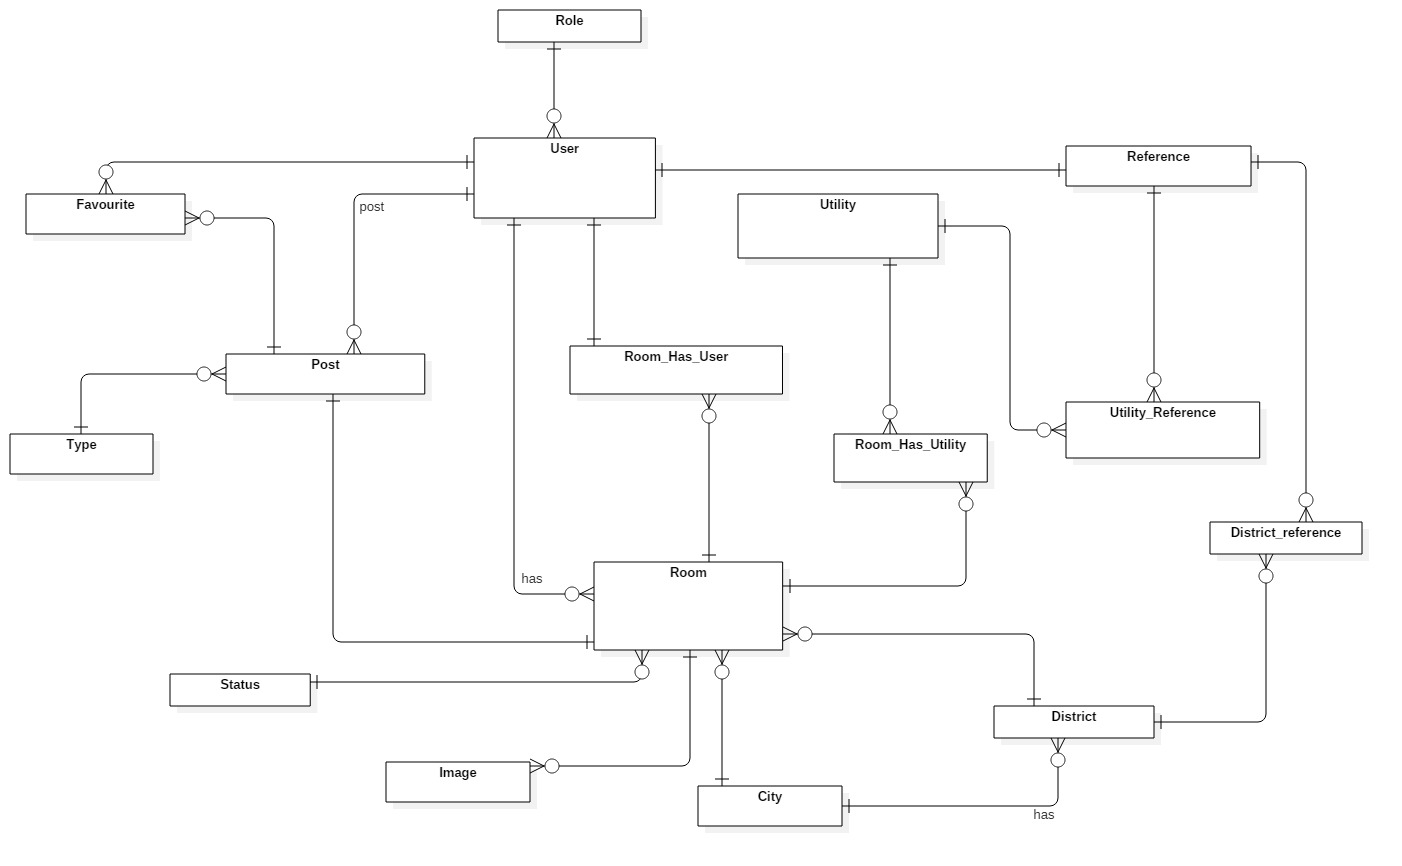 Role
User
Reference
Favourite
post
Utility
Post
Room_Has_User
Utility_Reference
Type
Room_Has_Utility
District_reference
has
Room
Status
District
Image
City
has